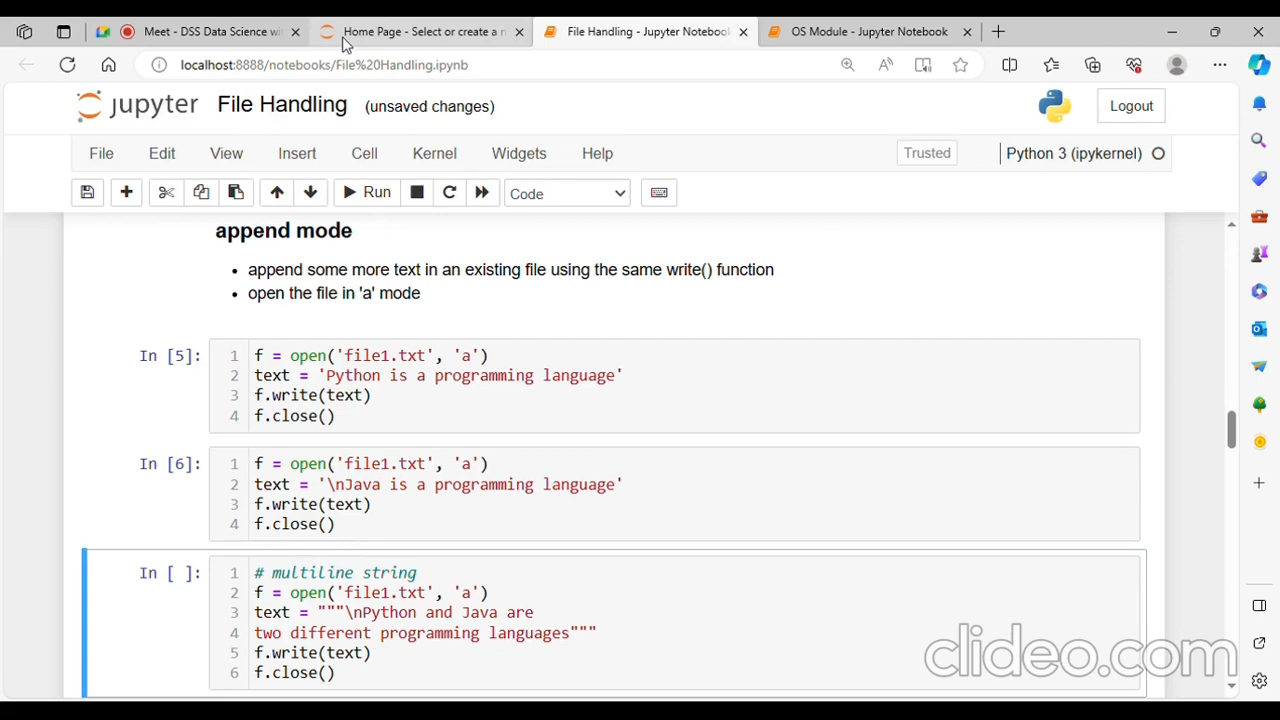 Meet - DSS Data Science wi
Home Page - Select or create a n
File Handling - Jupyter Notebook
OS Module - Jupyter Notebook
localhost:8888/notebooks/File%20Handling.ipynb
jupyter File Handling (unsaved changes)
Logout
File Edit View Insert Cell Kernel Widgets Help
Trusted
Python 3 (ipykernel)
Run
Code
append mode
• append some more text in an existing file using the same write() function
• open the file in 'a' mode
In [5]:
1 f = open('file1.txt', 'a')
2 text = 'Python is a programming language'
3 f.write(text)
4 f.close()
In [6]:
1 f = open('file1.txt', 'a')
2 text = '\nJava is a programming language'
3 f.write(text)
4 f.close()
In [ ]:
1 # multiline string
2 f = open('file1.txt', 'a')
3 text = """\nPython and Java are
4 two different programming languages"""
5 f.write(text)
6 f.close()
clideo.com